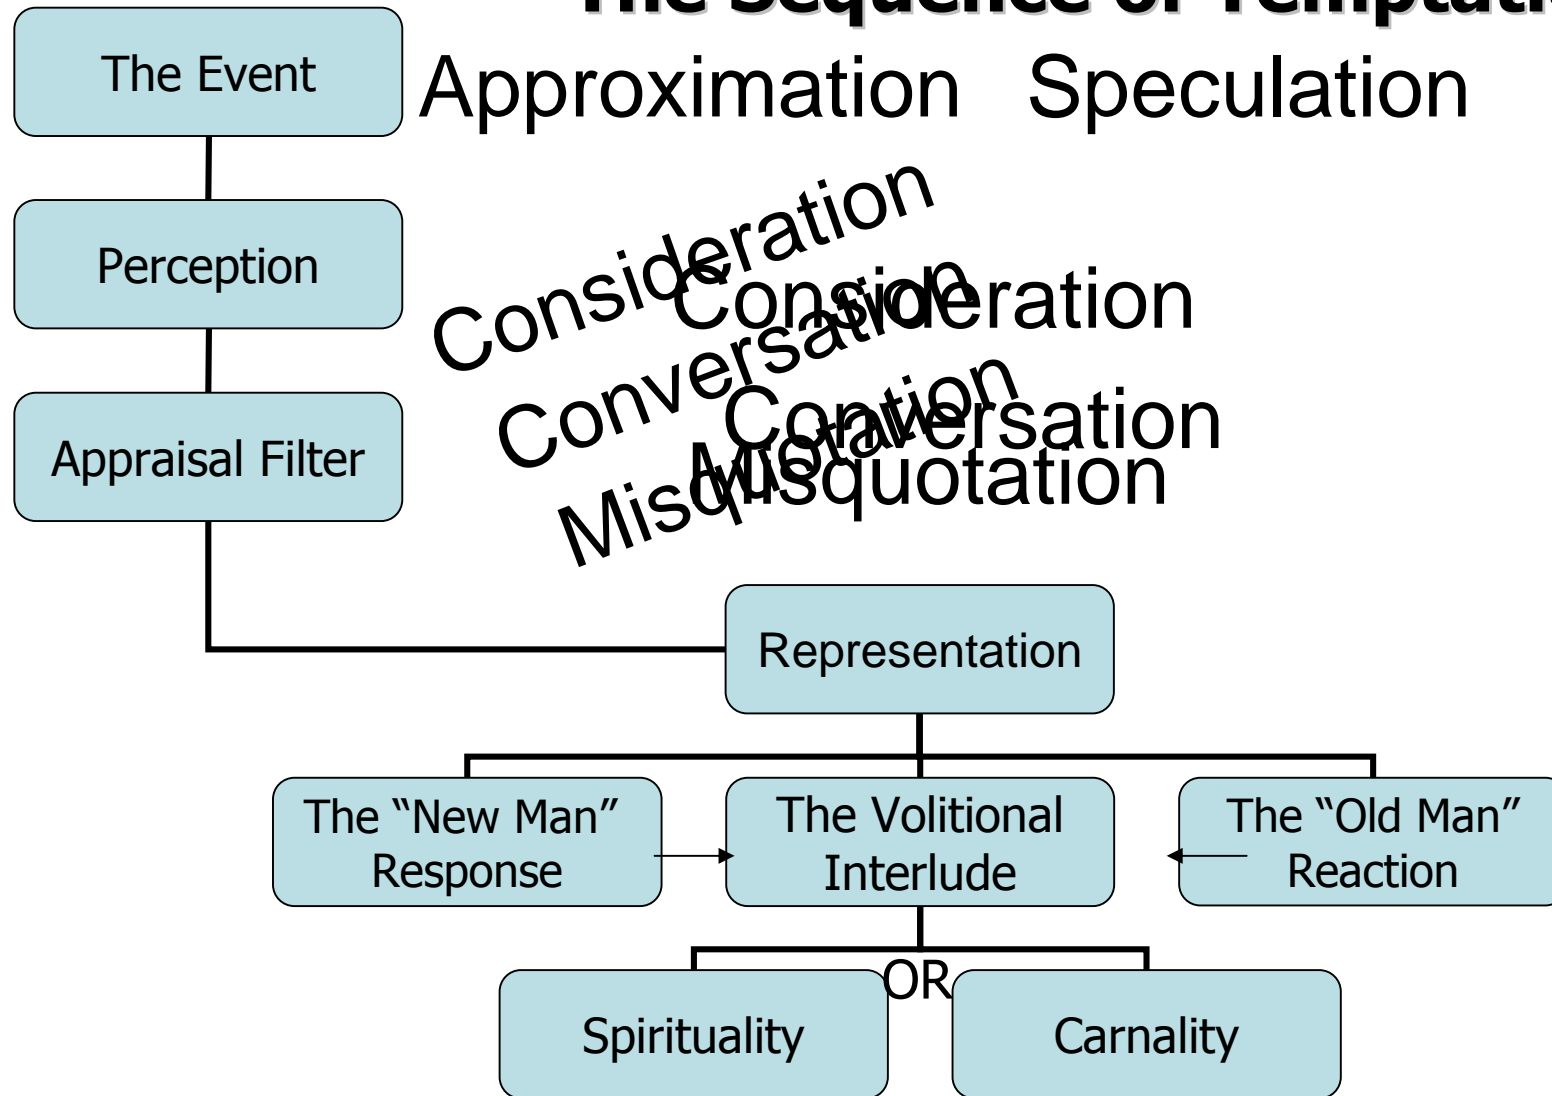 The Sequence of Temptati
The Event
Approximation Speculation
Perception
Consideration
Conversation
Misquotation
Consideration
Conversation
Misquotation
Appraisal Filter
Representation
The “New Man”
Response
The Volitional
Interlude
The “Old Man”
Reaction
OR
Spirituality
Carnality